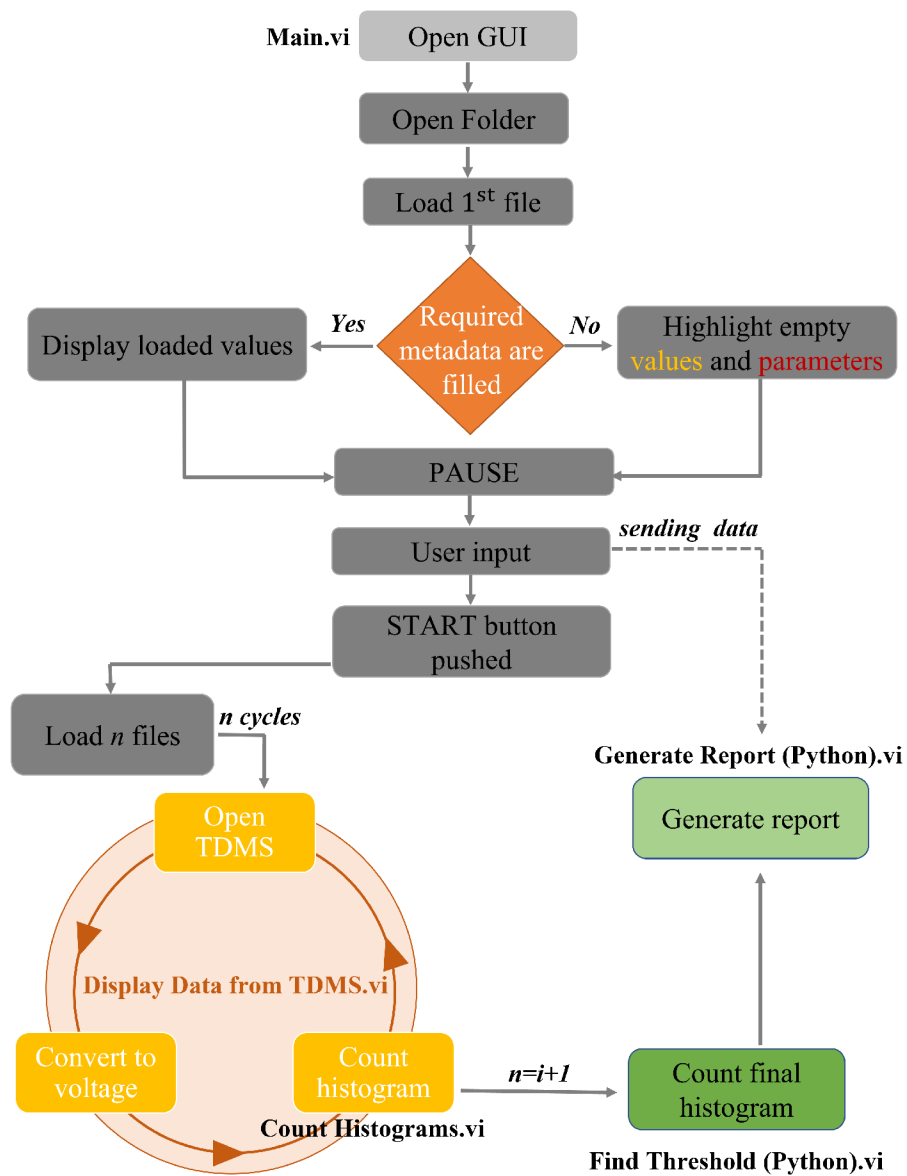 Main.vi
Open GUI
Open Folder
Load 1st file
Required
metadata are
filled
Yes
No
Display loaded values
Highlight empty
values and parameters
PAUSE
User input
sending data
START button
pushed
Load n files
n cycles
Generate Report (Python).vi
Generate report
Open
TDMS
Display Data from TDMS.vi
Convert to
voltage
Count
histogram
Count Histograms.vi
n=i+1
Count final
histogram
Find Threshold (Python).vi